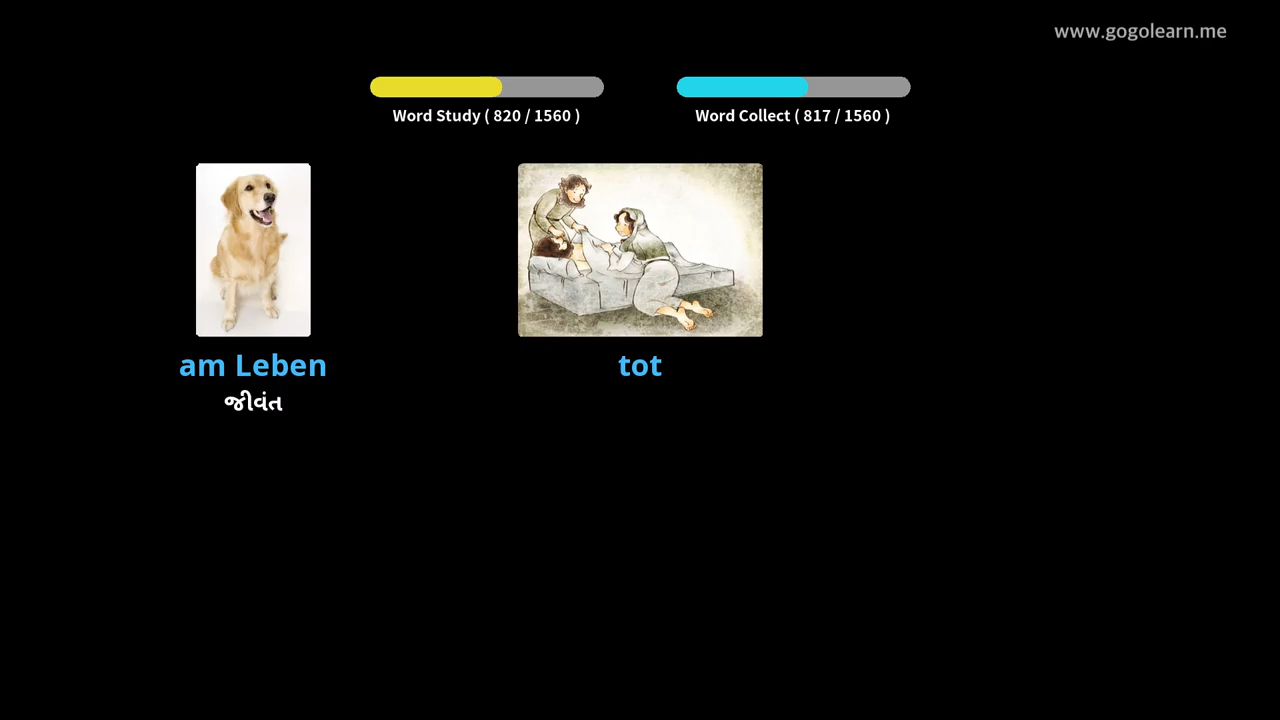 www.gogolearn.me
Word Study ( 820 / 1560 )
Word Collect ( 817 / 1560 )
am Leben
tot
જીવંત